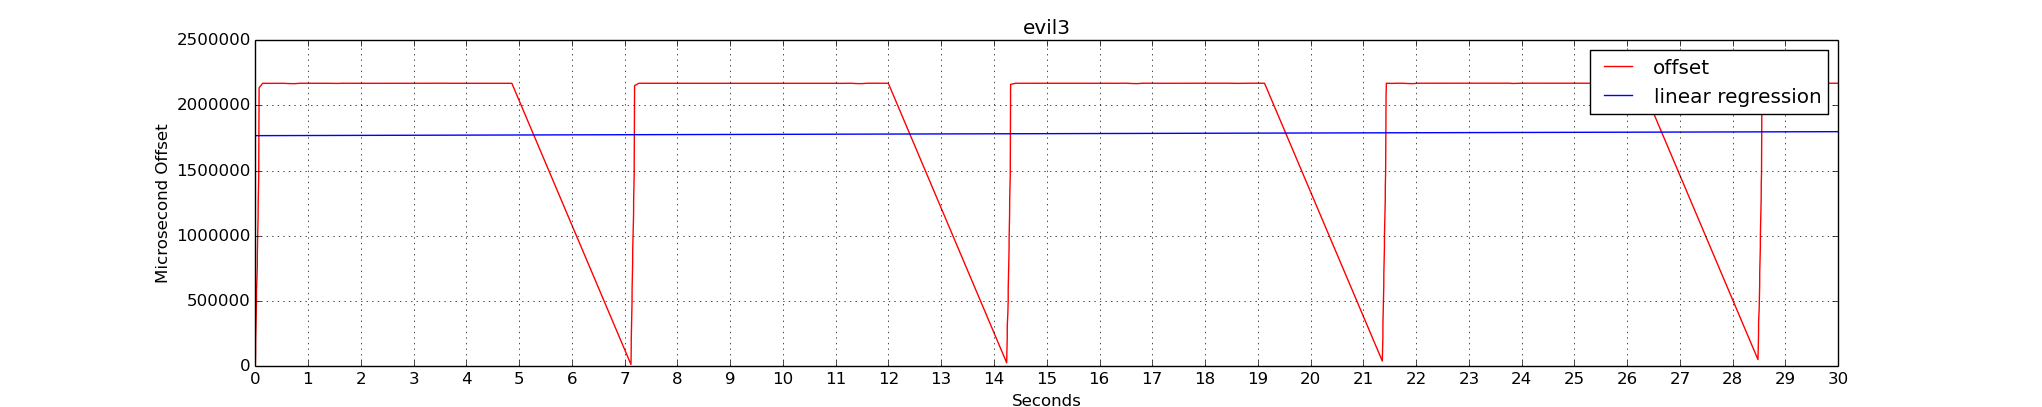 evil3
2500000
2000000
1500000
1000000
500000
0
Microsecond Offset
offset
linear regression
0 1 2 3 4 5 6 7 8 9 10 11 12 13 14 15 16 17 18 19 20 21 22 23 24 25 26 27 28 29 30
Seconds